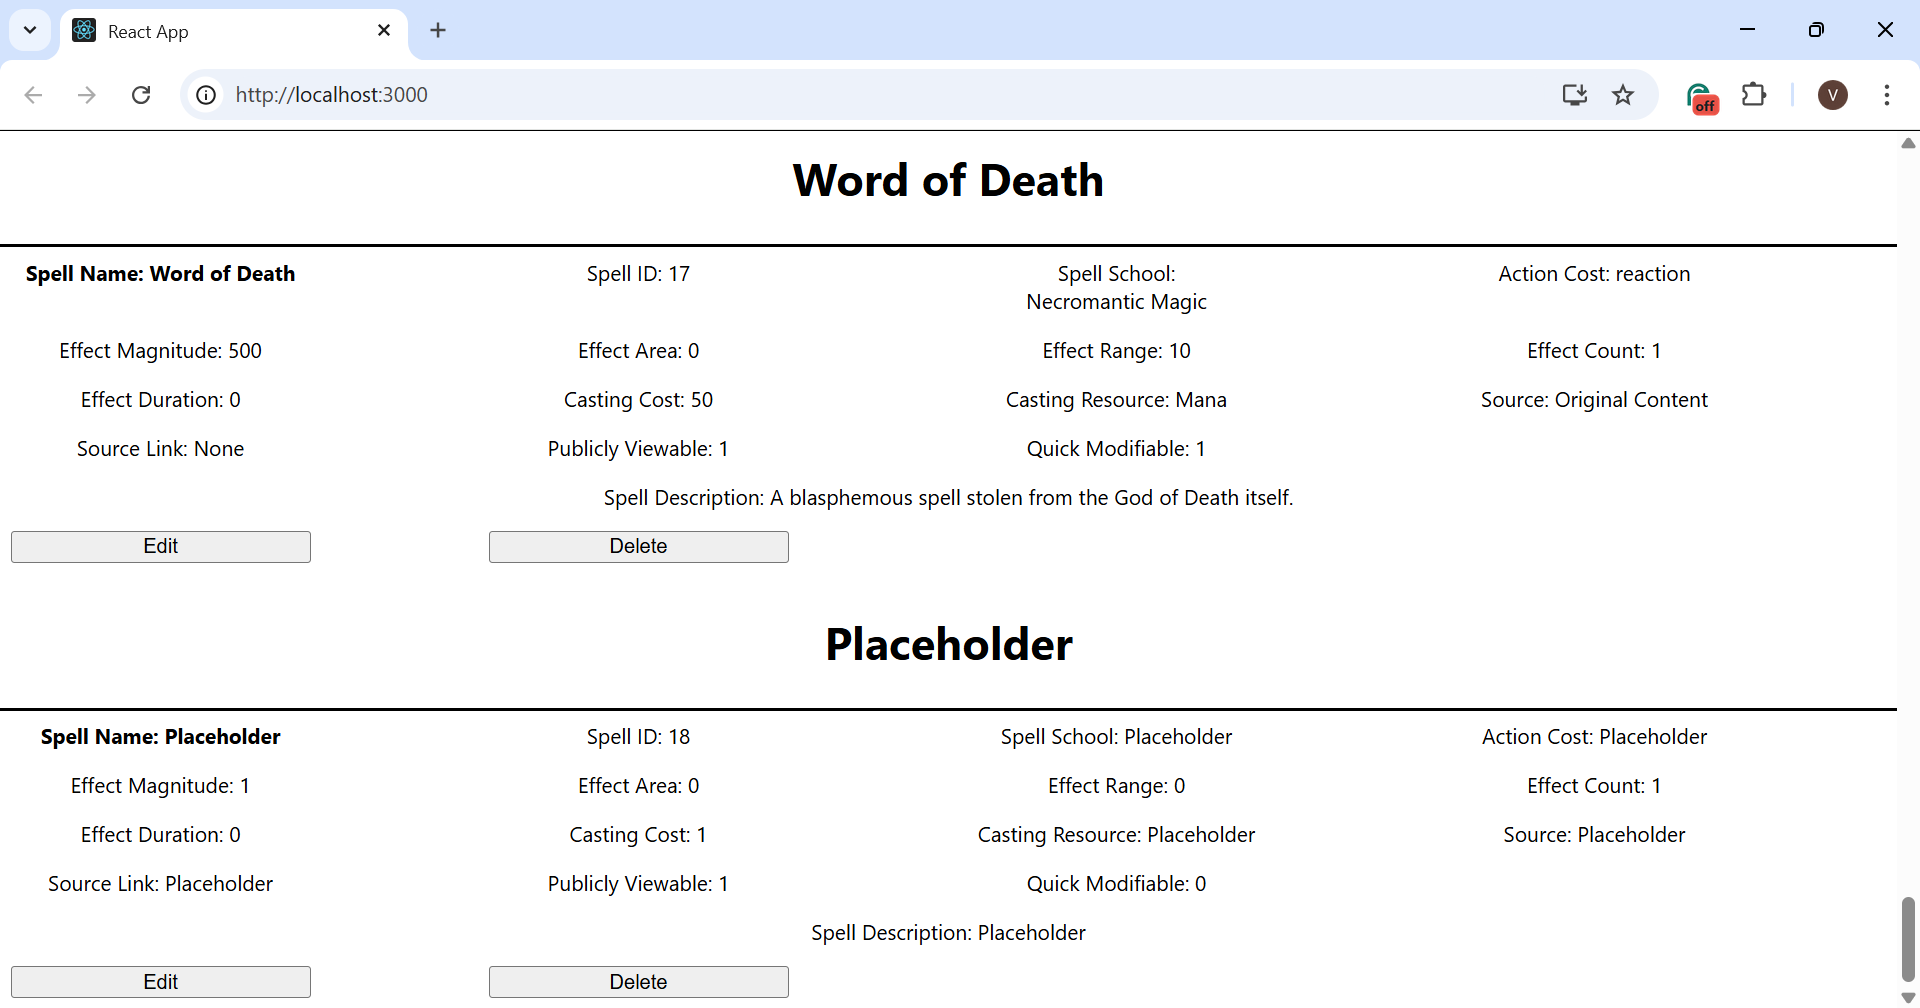 React App
http://localhost:3000
off
V
Word of Death
Spell Name: Word of Death
Spell ID: 17
Spell School:
Necromantic Magic
Action Cost: reaction
Effect Magnitude: 500
Effect Area: 0
Effect Range: 10
Effect Count: 1
Effect Duration: 0
Casting Cost: 50
Casting Resource: Mana
Source: Original Content
Source Link: None
Publicly Viewable: 1
Quick Modifiable: 1
Spell Description: A blasphemous spell stolen from the God of Death itself.
Edit
Delete
Placeholder
Spell Name: Placeholder
Spell ID: 18
Spell School: Placeholder
Action Cost: Placeholder
Effect Magnitude: 1
Effect Area: 0
Effect Range: 0
Effect Count: 1
Effect Duration: 0
Casting Cost: 1
Casting Resource: Placeholder
Source: Placeholder
Source Link: Placeholder
Publicly Viewable: 1
Quick Modifiable: 0
Spell Description: Placeholder
Edit
Delete